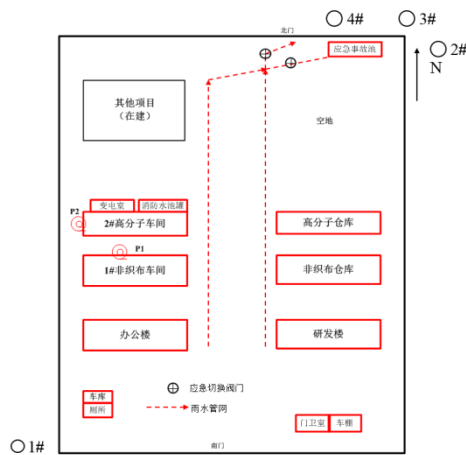 4#
3#
北门
2#
应急事故池
N
其他项目
（在建）
空地
变电室
消防水池罐
P2
2#高分子车间
高分子仓库
P1
1#非织布车间
非织布仓库
办公楼
研发楼
应急切换阀门
车库
厕所
雨水管网
门卫室
车棚
1#
南门